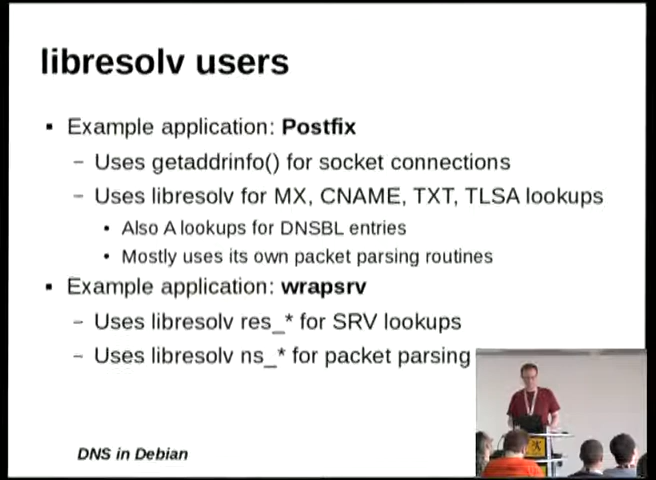 libresolv users
▪ Example application: Postfix
– Uses getaddrinfo() for socket connections
– Uses libresolv for MX, CNAME, TXT, TLSA lookups
• Also A lookups for DNSBL entries
• Mostly uses its own packet parsing routines
▪ Example application: wrapsrv
– Uses libresolv res_* for SRV lookups
– Uses libresolv ns_* for packet parsing
DNS in Debian